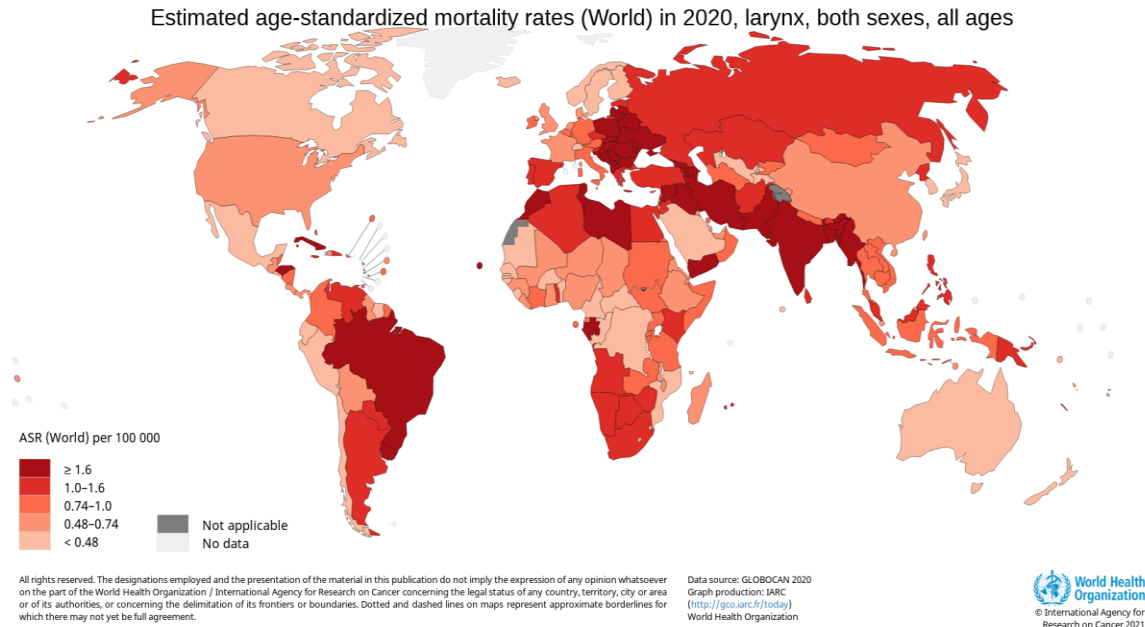 Estimated age-standardized mortality rates (World) in 2020, larynx, both sexes, all ages
ASR (World) per 100 000
≥ 1.6
1.0–1.6
0.74–1.0
0.48–0.74
< 0.48
Not applicable
No data
All rights reserved. The designations employed and the presentation of the material in this publication do not imply the expression of any opinion whatsoever
on the part of the World Health Organization / International Agency for Research on Cancer concerning the legal status of any country, territory, city or area
or of its authorities, or concerning the delimitation of its frontiers or boundaries. Dotted and dashed lines on maps represent approximate borderlines for
which there may not yet be full agreement.
Data source: GLOBOCAN 2020
Graph production: IARC
(http://gco.iarc.fr/today)
World Health Organization
World Health
Organization
© International Agency for
Research on Cancer 2021